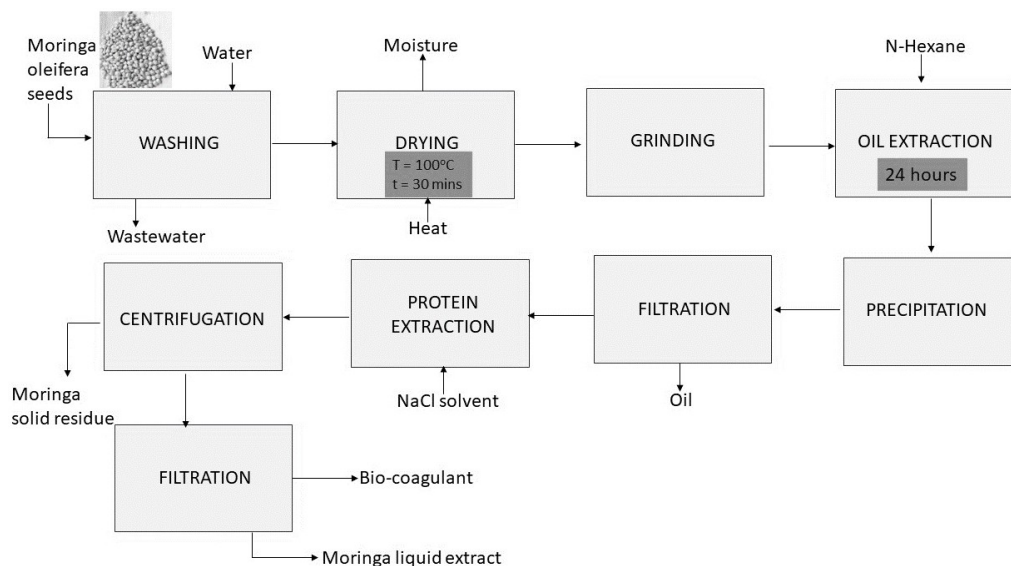 Moringa
oleifera
seeds
Water
WASHING
Wastewater
Moisture
DRYING
T = 100°C
t = 30 mins
Heat
GRINDING
N-Hexane
OIL EXTRACTION
24 hours
PRECIPITATION
FILTRATION
Oil
PROTEIN
EXTRACTION
NaCl solvent
CENTRIFUGATION
Moringa
solid residue
FILTRATION
Bio-coagulant
Moringa liquid extract